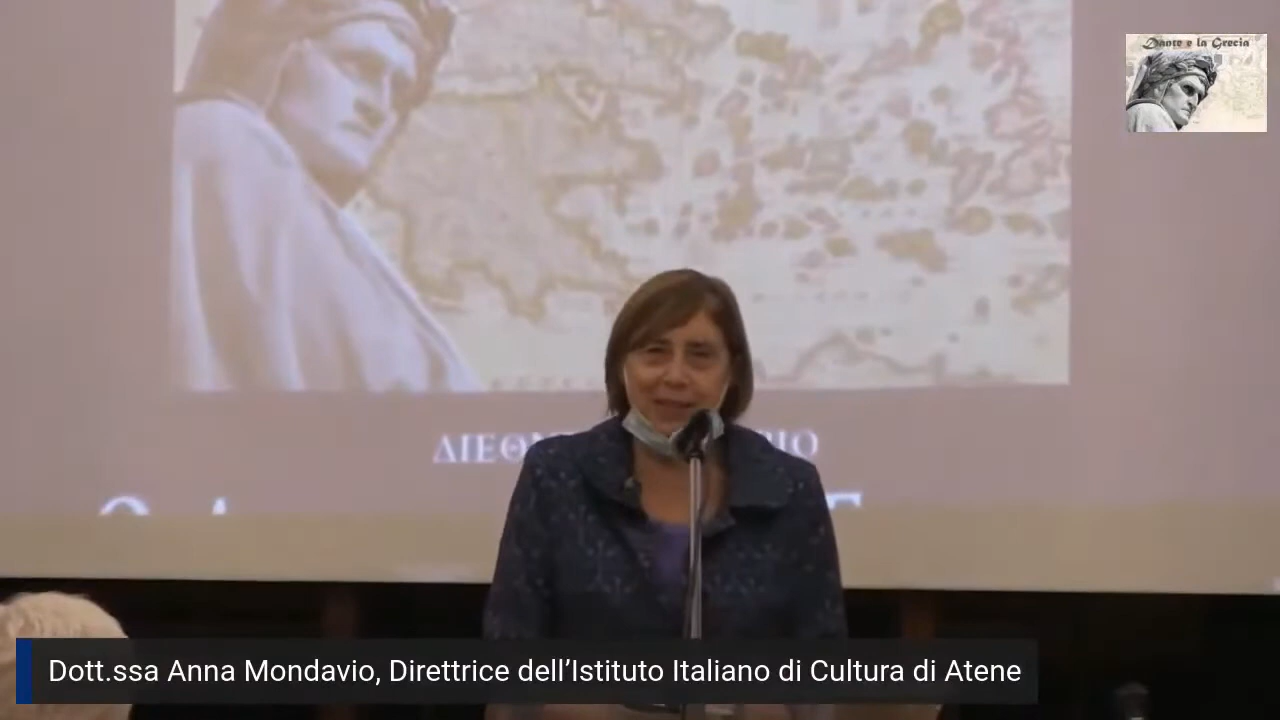 Dante e la Grecia
Dott.ssa Anna Mondavio, Direttrice dell’Istituto Italiano di Cultura di Atene